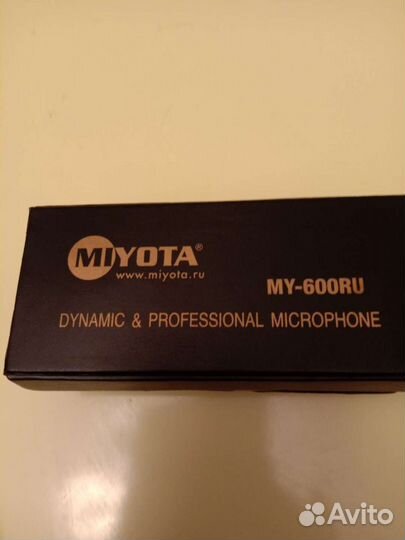 MIYOTA®
www.miyota.ru
MY-600RU
DYNAMIC & PROFESSIONAL MICROPHONE
Avito